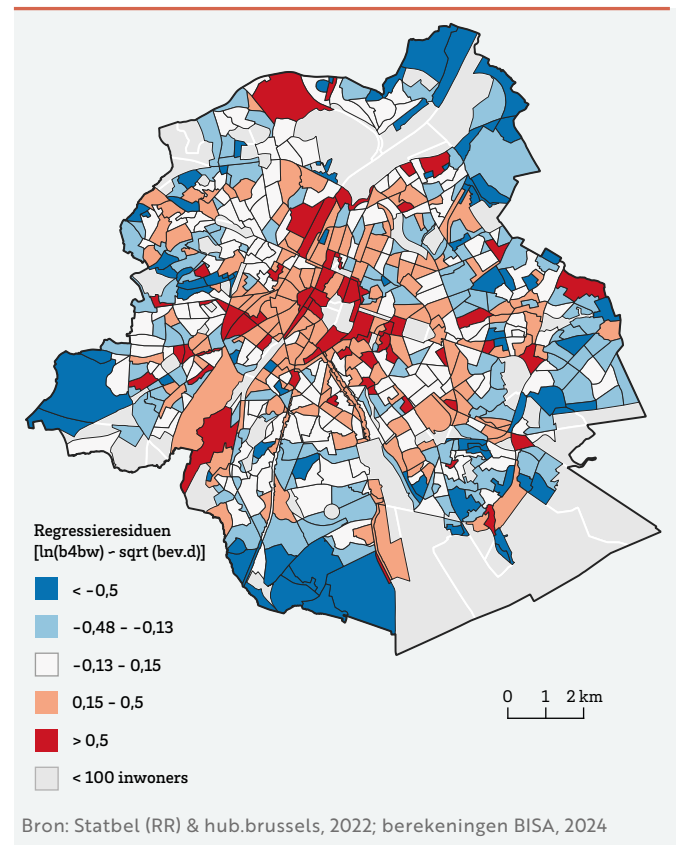 Regressieresiduen
[ln(b4bw) ~ sqrt (bev.d)]
< -0,5
-0,48 - -0,13
-0,13 - 0,15
0,15 - 0,5
> 0,5
< 100 inwoners
0 1 2 km
Bron: Statbel (RR) & hub.brussels, 2022; berekeningen BISA, 2024